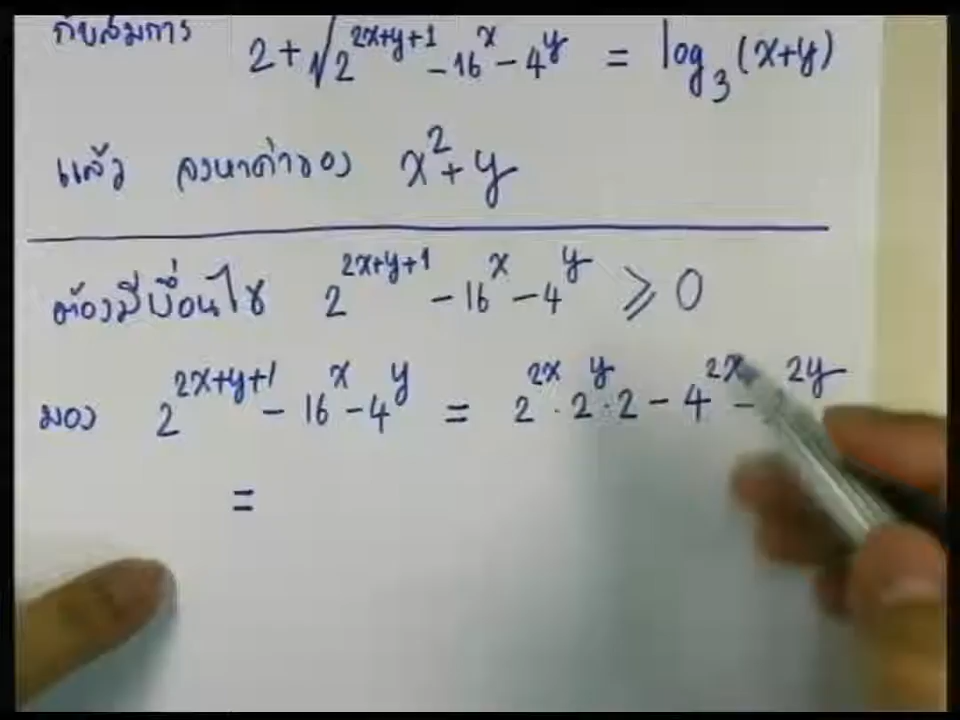 กับสมการ 2+√2^{2x+y+1}-16^x-4^y = log_3(x+y)
แล้ว จงหาค่าของ x^2+y
ต้องมีเงื่อนไข 2^{2x+y+1}-16^x-4^y ≥ 0
มอง 2^{2x+y+1}-16^x-4^y = 2^{2x}·2^y·2-4^{2x}-^{2y}
=